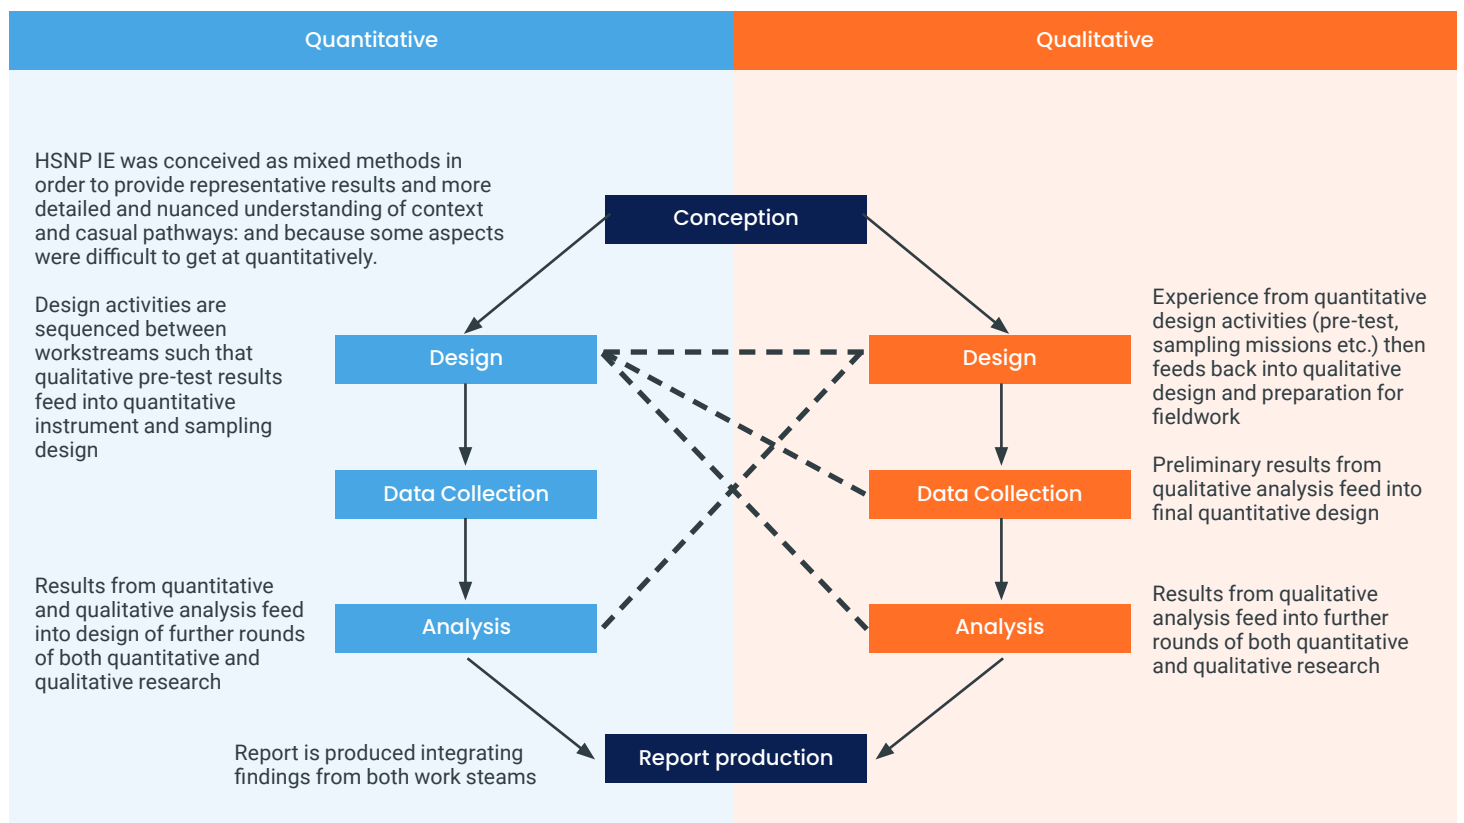 Quantitative
Qualitative
HSNP IE was conceived as mixed methods in
order to provide representative results and more
detailed and nuanced understanding of context
and casual pathways: and because some aspects
were difficult to get at quantitatively.
Conception
Design activities are
sequenced between
workstreams such that
qualitative pre-test results
feed into quantitative
instrument and sampling
design
Design
Design
Experience from quantitative
design activities (pre-test,
sampling missions etc.) then
feeds back into qualitative
design and preparation for
fieldwork
Data Collection
Data Collection
Preliminary results from
qualitative analysis feed into
final quantitative design
Results from quantitative
and qualitative analysis feed
into design of further rounds
of both quantitative and
qualitative research
Analysis
Analysis
Results from qualitative
analysis feed into further
rounds of both quantitative
and qualitative research
Report is produced integrating
findings from both work steams
Report production